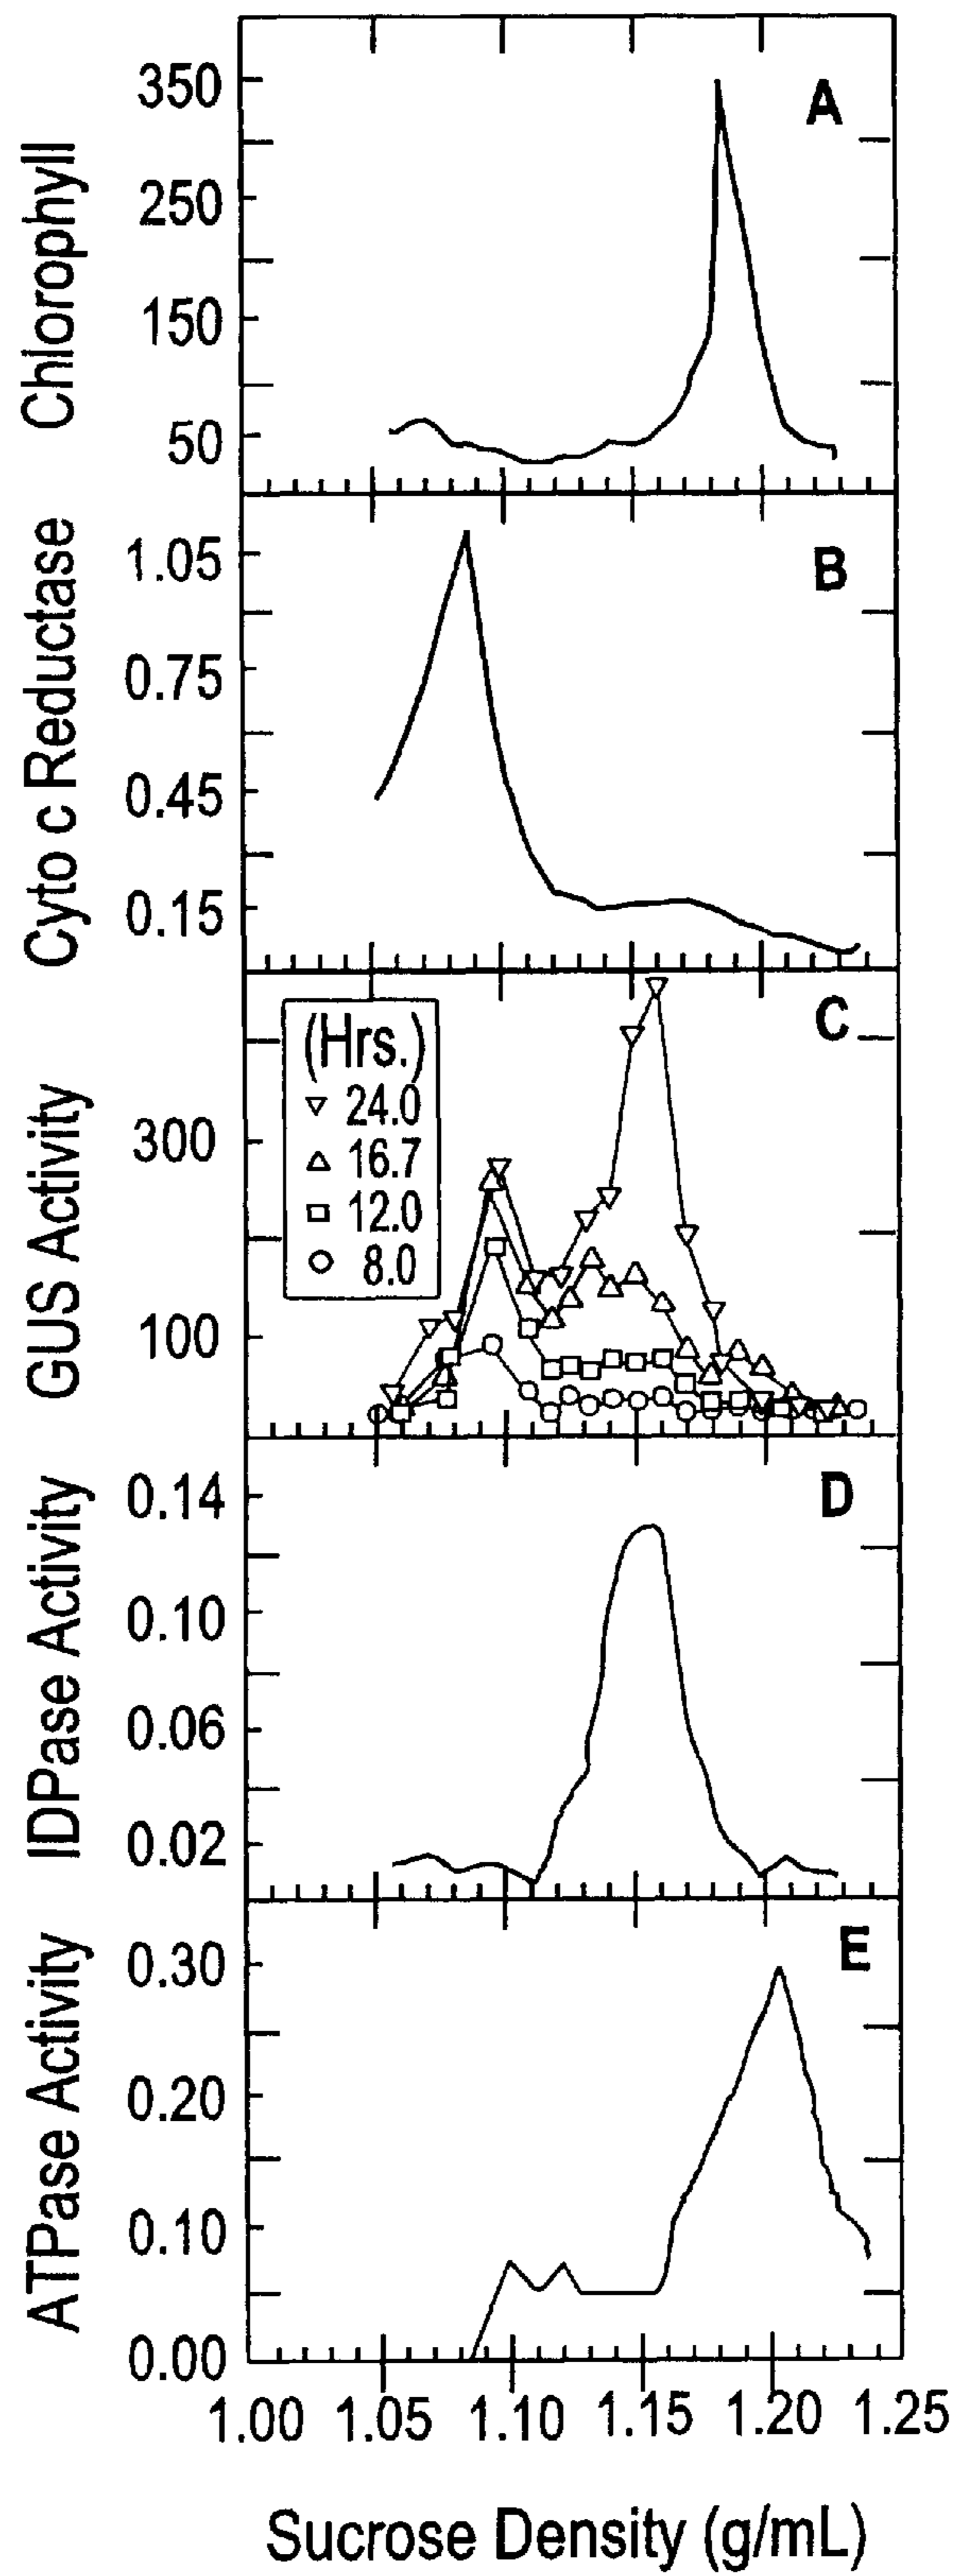 A
Chlorophyll
350
250
150
50
B
Cyto c Reductase
1.05
0.75
0.45
0.15
C
GUS Activity
300
100
(Hrs.)
24.0
16.7
12.0
8.0
D
IDPase Activity
0.14
0.10
0.06
0.02
E
ATPase Activity
0.30
0.20
0.10
0.00
1.00 1.05 1.10 1.15 1.20 1.25
Sucrose Density (g/mL)